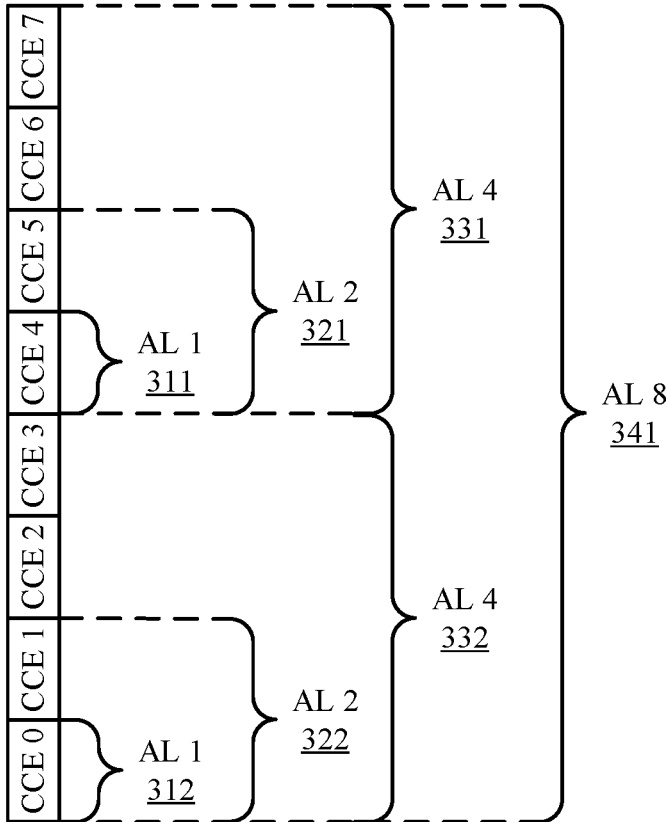 CCE 7
CCE 6
CCE 5
CCE 4
CCE 3
CCE 2
CCE 1
CCE 0
AL 1
311
AL 1
312
AL 2
321
AL 2
322
AL 4
331
AL 4
332
AL 8
341